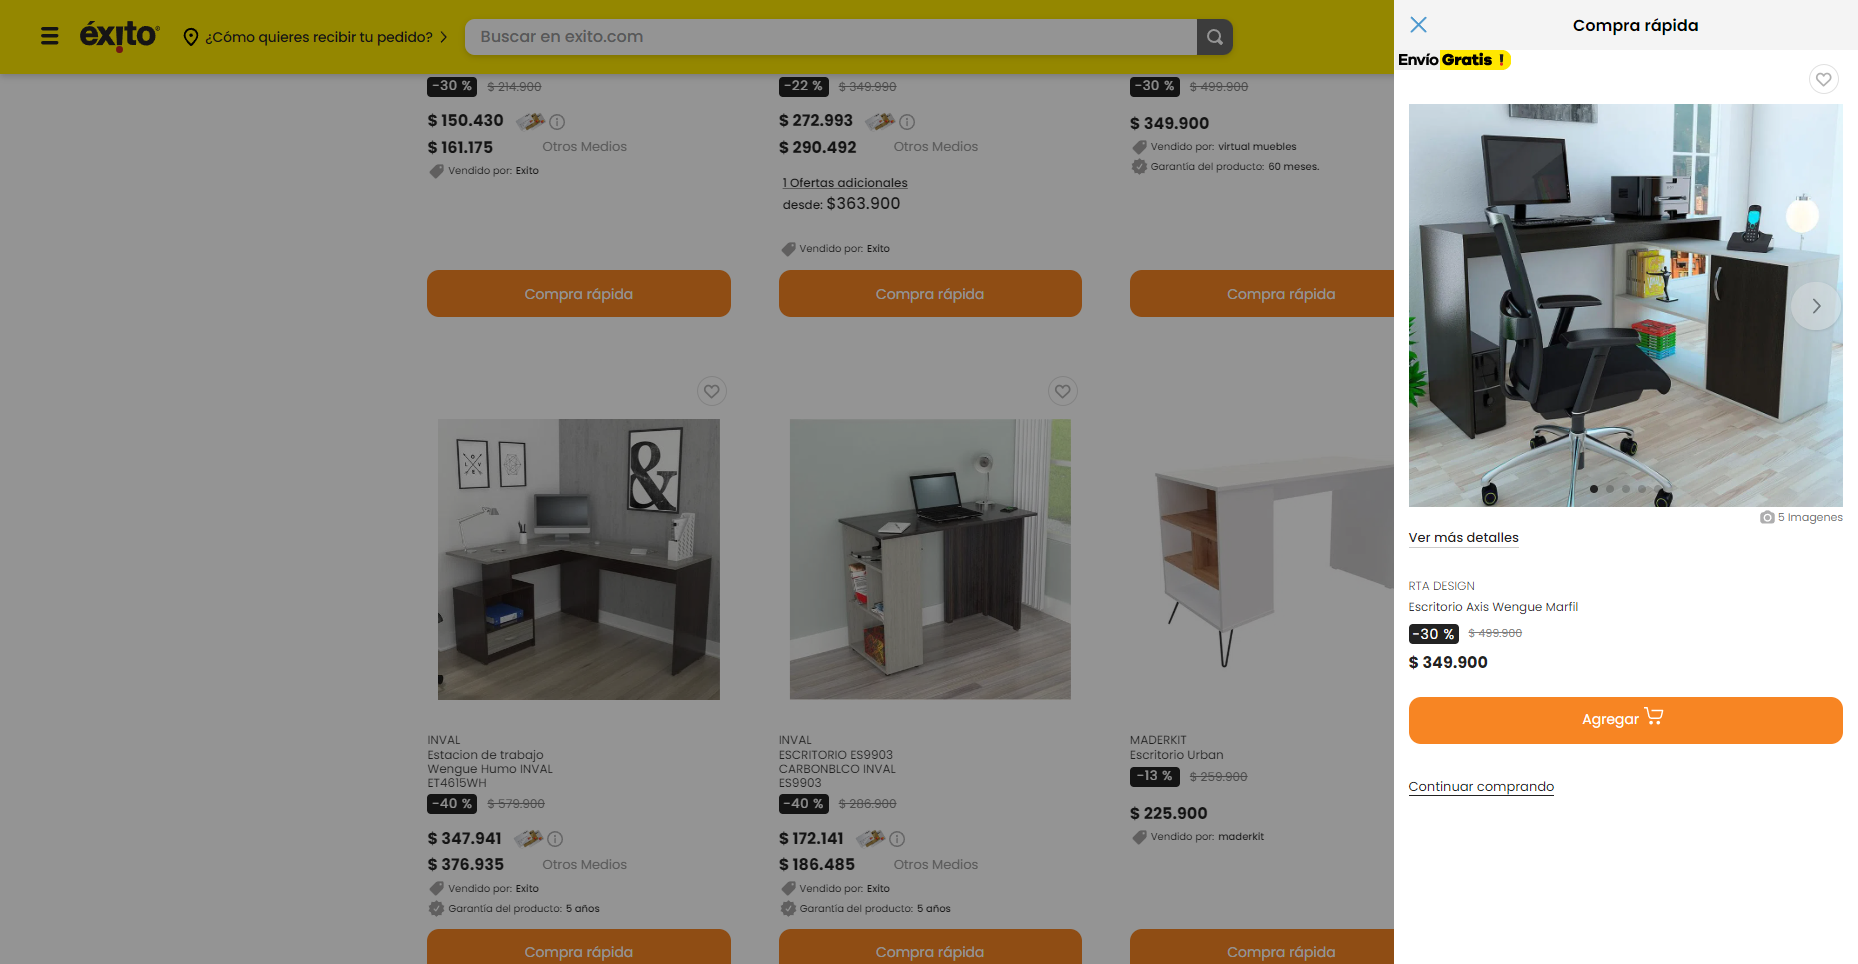 éxito
¿Cómo quieres recibir tu pedido?
Buscar en exito.com
-30 % $ 214.900
$ 150.430
$ 161.175 Otros Medios
Vendido por: Exito
Compra rápida
-22 % $ 349.990
$ 272.993
$ 290.492 Otros Medios
1 Ofertas adicionales
desde: $363.900
Vendido por: Exito
Compra rápida
-30 % $ 499.900
$ 349.900
Vendido por: virtual muebles
Garantía del producto: 60 meses.
Compra rápida
LOVE
&
INVAL
Estacion de trabajo
Wengue Humo INVAL
ET4615WH
-40 % $ 579.900
$ 347.941
$ 376.935 Otros Medios
Vendido por: Exito
Garantía del producto: 5 años
Compra rápida
INVAL
ESCRITORIO ES9903
CARBONBLCO INVAL
ES9903
-40 % $ 286.900
$ 172.141
$ 186.485 Otros Medios
Vendido por: Exito
Garantía del producto: 5 años
Compra rápida
MADERKIT
Escritorio Urban
-13 % $ 259.900
$ 225.900
Vendido por: maderkit
Compra rápida
Compra rápida
Envío Gratis !
5 Imagenes
Ver más detalles
RTA DESIGN
Escritorio Axis Wengue Marfil
-30 % $ 499.900
$ 349.900
Agregar
Continuar comprando